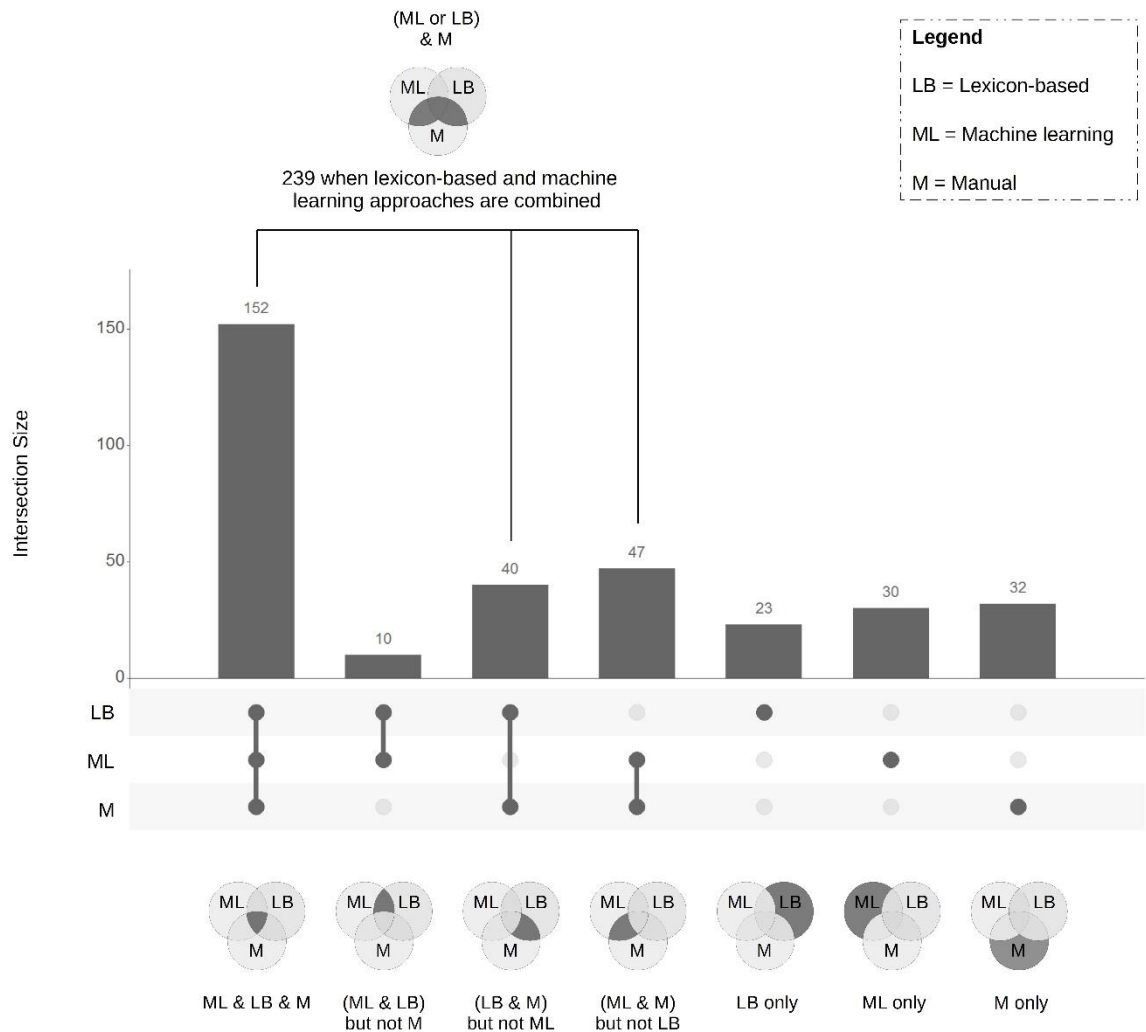 (ML or LB)
& M
ML LB
M
239 when lexicon-based and machine
learning approaches are combined
Legend
LB = Lexicon-based
ML = Machine learning
M = Manual
Intersection Size
150
100
50
0
152
10
40
47
23
30
32
LB
ML
M
ML LB ML LB ML LB ML LB ML LB ML LB ML LB
M M M M M M M
ML & LB & M
(ML & LB)
but not M
(LB & M)
but not ML
(ML & M)
but not LB
LB only
ML only
M only